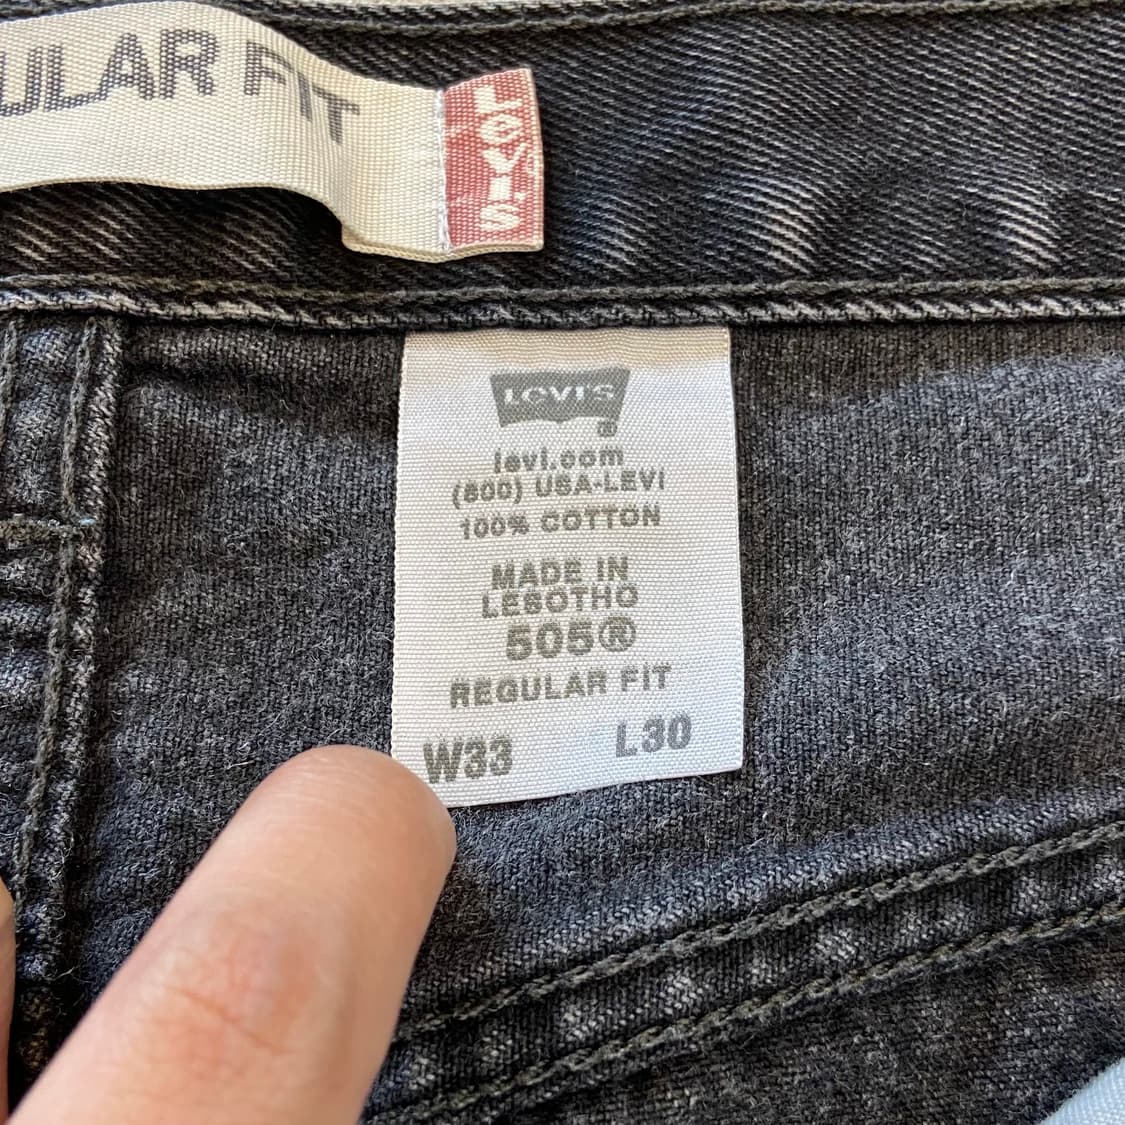 ULAR FIT
LEVI'S
LEVI'S
®
levi.com
(800) USA-LEVI
100% COTTON
MADE IN
LESOTHO
505®
REGULAR FIT
W33 L30